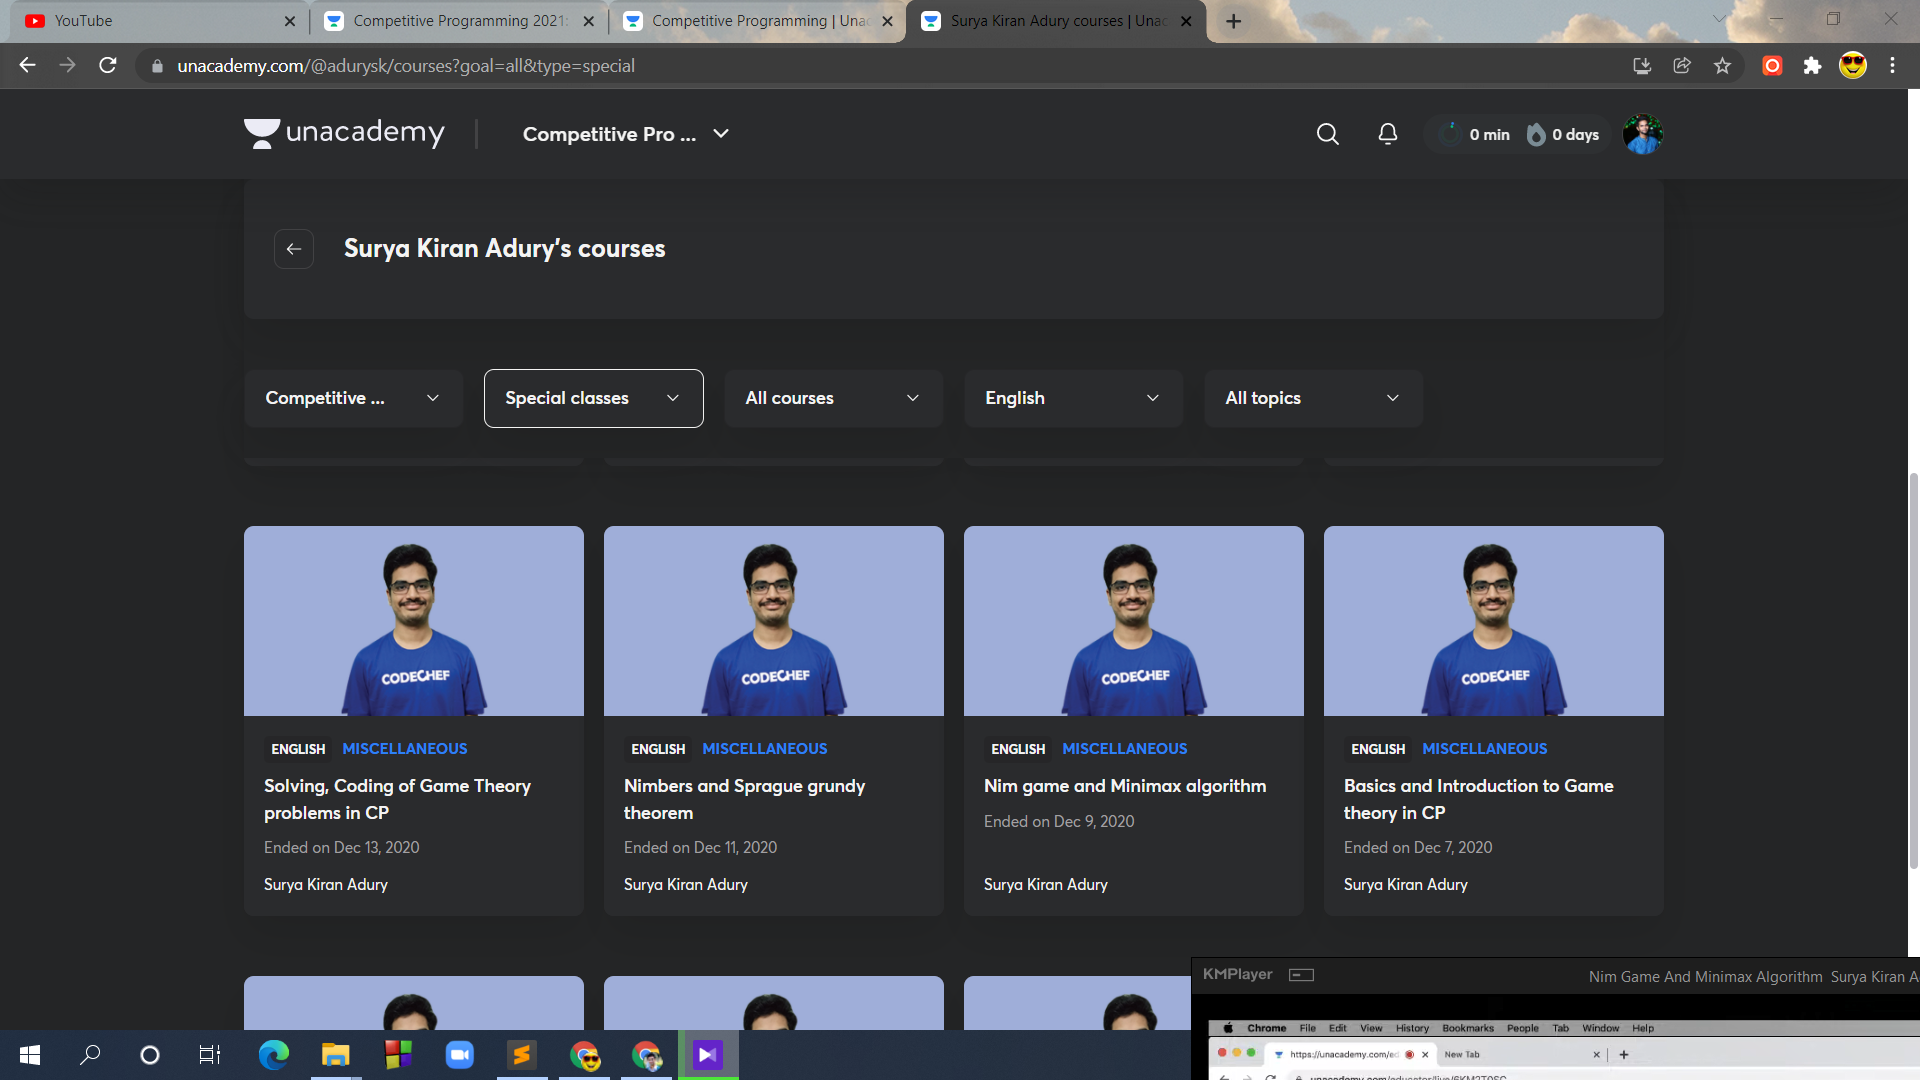 YouTube
Competitive Programming 2021:
Competitive Programming | Unac
Surya Kiran Adury courses | Unac
unacademy.com/@adurysk/courses?goal=all&type=special
unacademy
Competitive Pro ...
0 min
0 days
Surya Kiran Adury's courses
Competitive ...
Special classes
All courses
English
All topics
CODECHEF
CODECHEF
CODECHEF
CODECHEF
ENGLISH MISCELLANEOUS
Solving, Coding of Game Theory
problems in CP
Ended on Dec 13, 2020
Surya Kiran Adury
ENGLISH MISCELLANEOUS
Nimbers and Sprague grundy
theorem
Ended on Dec 11, 2020
Surya Kiran Adury
ENGLISH MISCELLANEOUS
Nim game and Minimax algorithm
Ended on Dec 9, 2020
Surya Kiran Adury
ENGLISH MISCELLANEOUS
Basics and Introduction to Game
theory in CP
Ended on Dec 7, 2020
Surya Kiran Adury
KMPlayer
Nim Game And Minimax Algorithm Surya Kiran A
Chrome File Edit View History Bookmarks People Tab Window Help
https://unacademy.com/ed
New Tab